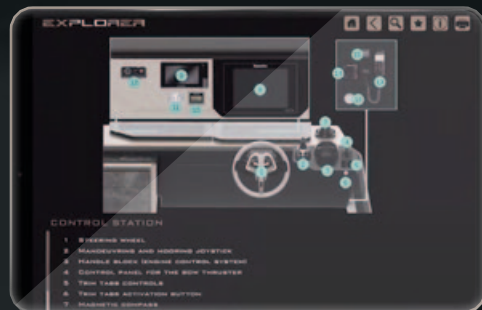 EXPLORER
CONTROL STATION
1 STEERING WHEEL
2 MANOEUVRING AND MOORING JOYSTICK
3 HANDLE BLOCK (ENGINE CONTROL SYSTEM)
4 CONTROL PANEL FOR THE BOW THRUSTER
5 TRIM TABS CONTROLS
6 TRIM TABS ACTIVATION BUTTON
7 MAGNETIC COMPASS